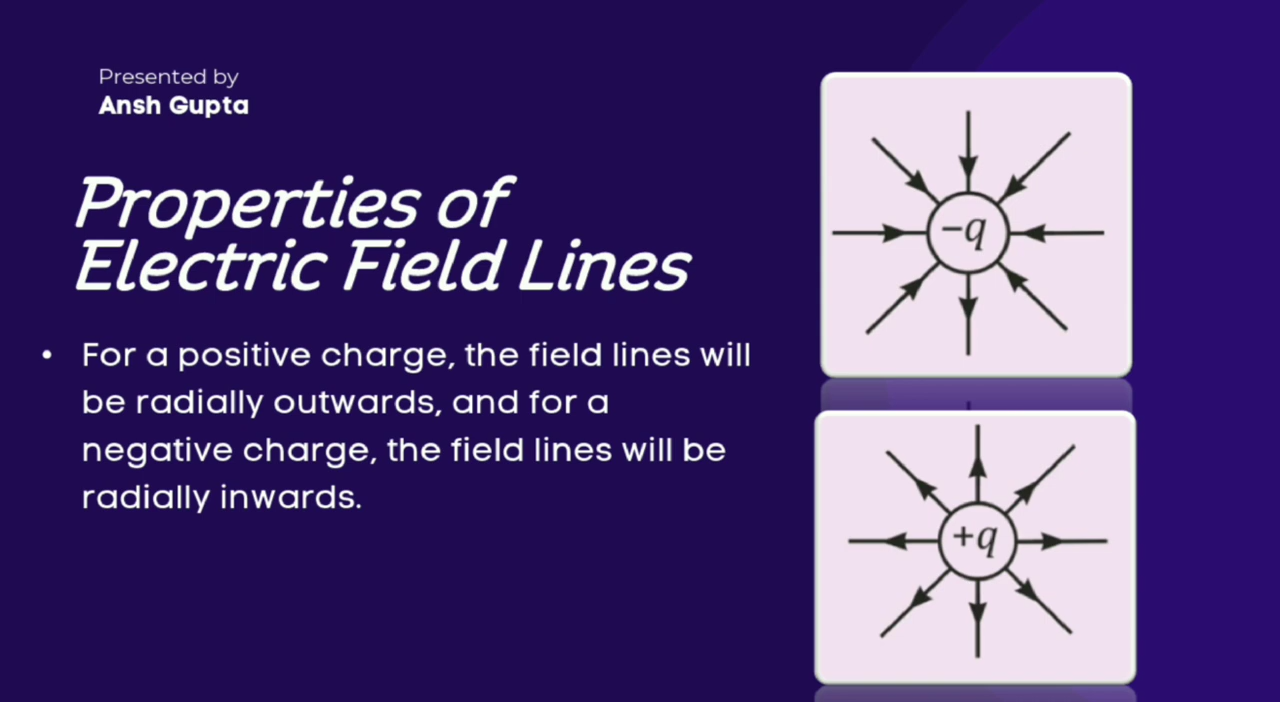 Presented by
Ansh Gupta
Properties of
Electric Field Lines
• For a positive charge, the field lines will
be radially outwards, and for a
negative charge, the field lines will be
radially inwards.
−q
+q